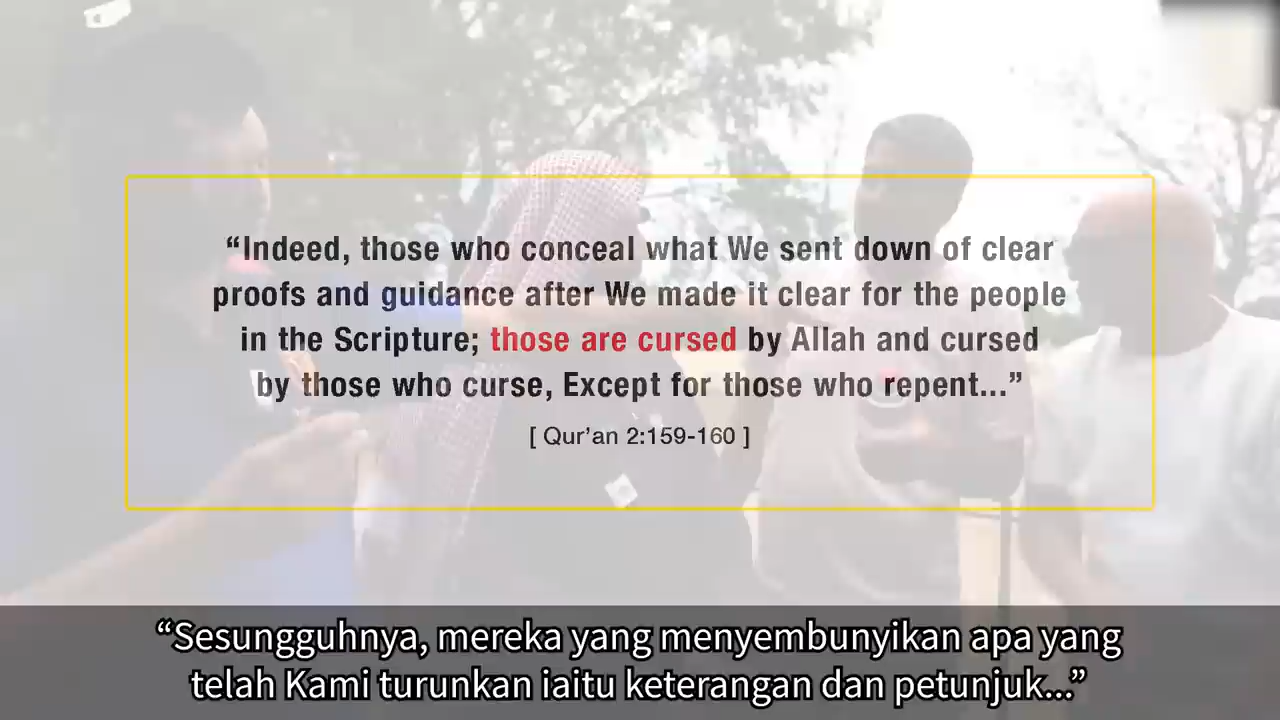 “Indeed, those who conceal what We sent down of clear
proofs and guidance after We made it clear for the people
in the Scripture; those are cursed by Allah and cursed
by those who curse, Except for those who repent...”
[ Qur’an 2:159-160 ]
“Sesungguhnya, mereka yang menyembunyikan apa yang
telah Kami turunkan iaitu keterangan dan petunjuk...”